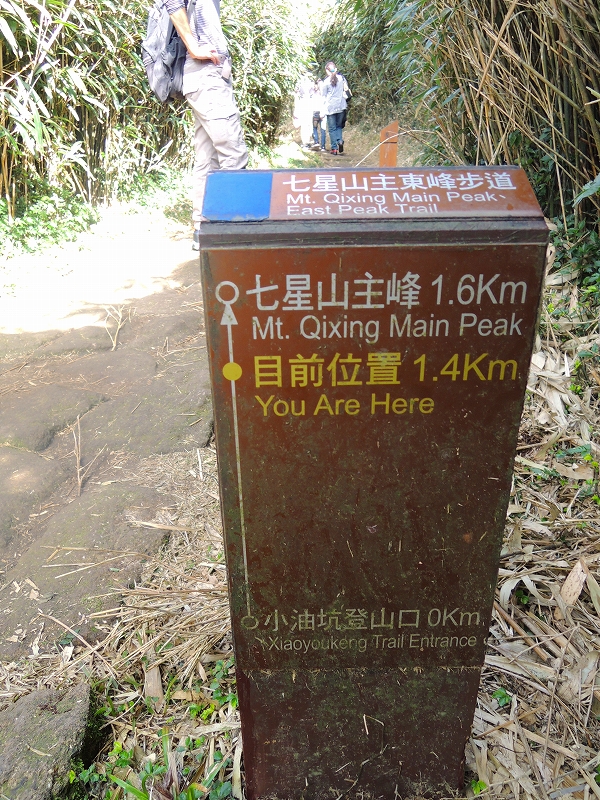 七星山主東峰步道
Mt. Qixing Main Peak、
East Peak Trail
七星山主峰 1.6Km
Mt. Qixing Main Peak
目前位置 1.4Km
You Are Here
小油坑登山口 0Km
Xiaoyoukeng Trail Entrance